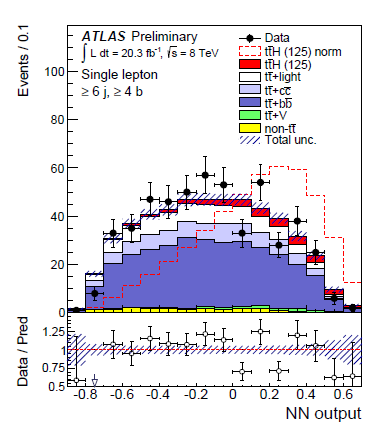 ATLAS Preliminary
∫ L dt = 20.3 fb⁻¹, √s = 8 TeV
Single lepton
≥ 6 j, ≥ 4 b
Data
tt̄H (125) norm
tt̄H (125)
tt̄+light
tt̄+cc̄
tt̄+bb̄
tt̄+V
non-tt̄
Total unc.
Events / 0.1
100
80
60
40
20
0
Data / Pred
1.25
1
0.75
0.5
-0.8 -0.6 -0.4 -0.2 0 0.2 0.4 0.6
NN output